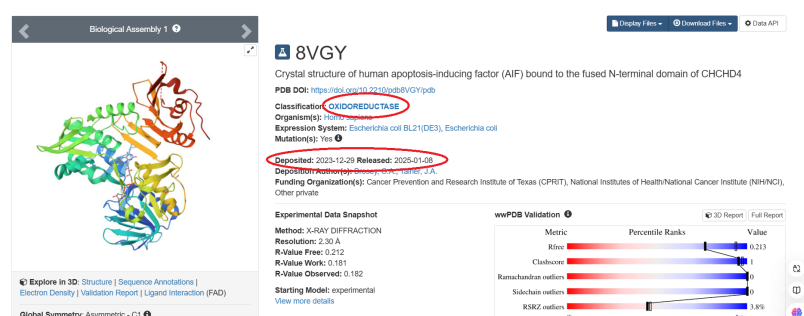 Biological Assembly 1
Display Files
Download Files
Data API
8VGY
Crystal structure of human apoptosis-inducing factor (AIF) bound to the fused N-terminal domain of CHCHD4
PDB DOI: https://doi.org/10.2210/pdb8VGY/pdb
Classification: OXIDOREDUCTASE
Organism(s): Homo sapiens
Expression System: Escherichia coli BL21(DE3), Escherichia coli
Mutation(s): Yes
Deposited: 2023-12-29 Released: 2025-01-08
Deposition Author(s): Brosey, C.A., Tainer, J.A.
Funding Organization(s): Cancer Prevention and Research Institute of Texas (CPRIT), National Institutes of Health/National Cancer Institute (NIH/NCI),
Other private
Experimental Data Snapshot
Method: X-RAY DIFFRACTION
Resolution: 2.30 Å
R-Value Free: 0.212
R-Value Work: 0.181
R-Value Observed: 0.182
Starting Model: experimental
View more details
wwPDB Validation
3D Report
Full Report
Metric Percentile Ranks Value
Rfree 0.213
Clashscore 1
Ramachandran outliers 0
Sidechain outliers 0
RSRZ outliers 3.8%
Explore in 3D: Structure | Sequence Annotations |
Electron Density | Validation Report | Ligand Interaction (FAD)
Global Symmetry: Asymmetric - C1